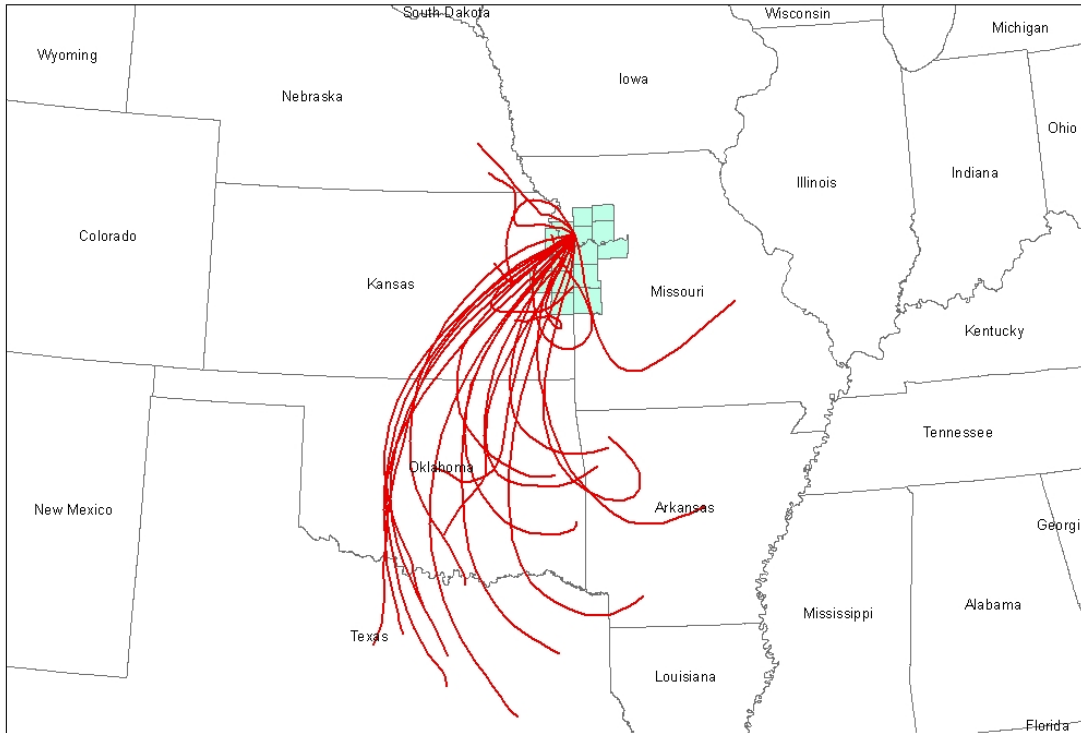 South Dakota
Wisconsin
Michigan
Wyoming
Iowa
Nebraska
Ohio
Indiana
Illinois
Colorado
Kansas
Missouri
Kentucky
Tennessee
Oklahoma
New Mexico
Arkansas
Georgi
Mississippi
Alabama
Texas
Louisiana
Florida